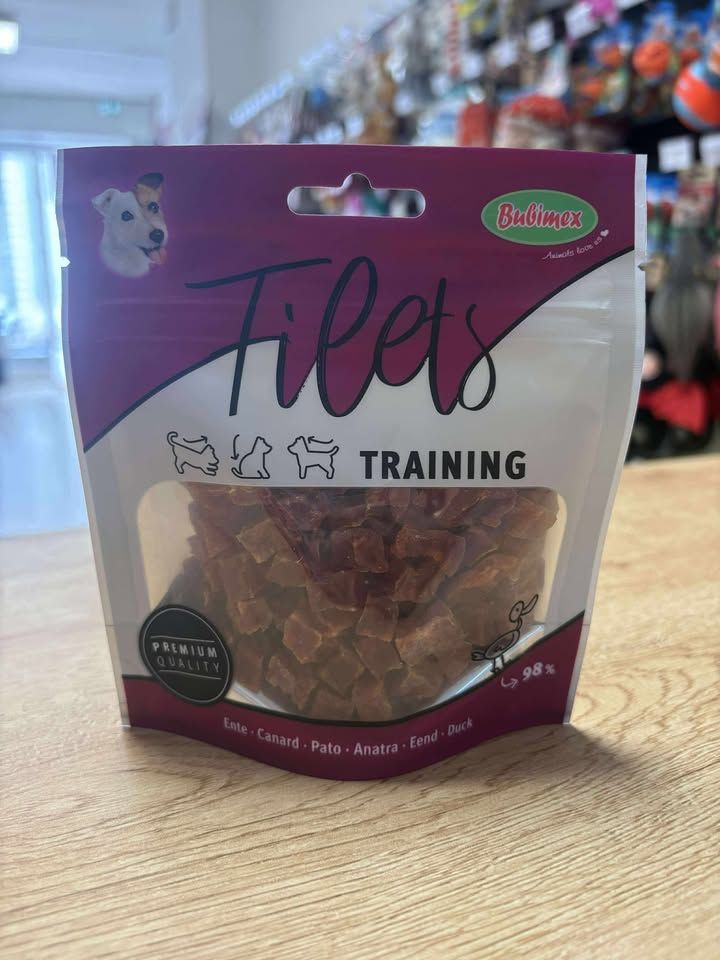 Bubimex
Animals love us
Filets
TRAINING
PREMIUM
QUALITY
98%
Ente · Canard · Pato · Anatra · Eend · Duck